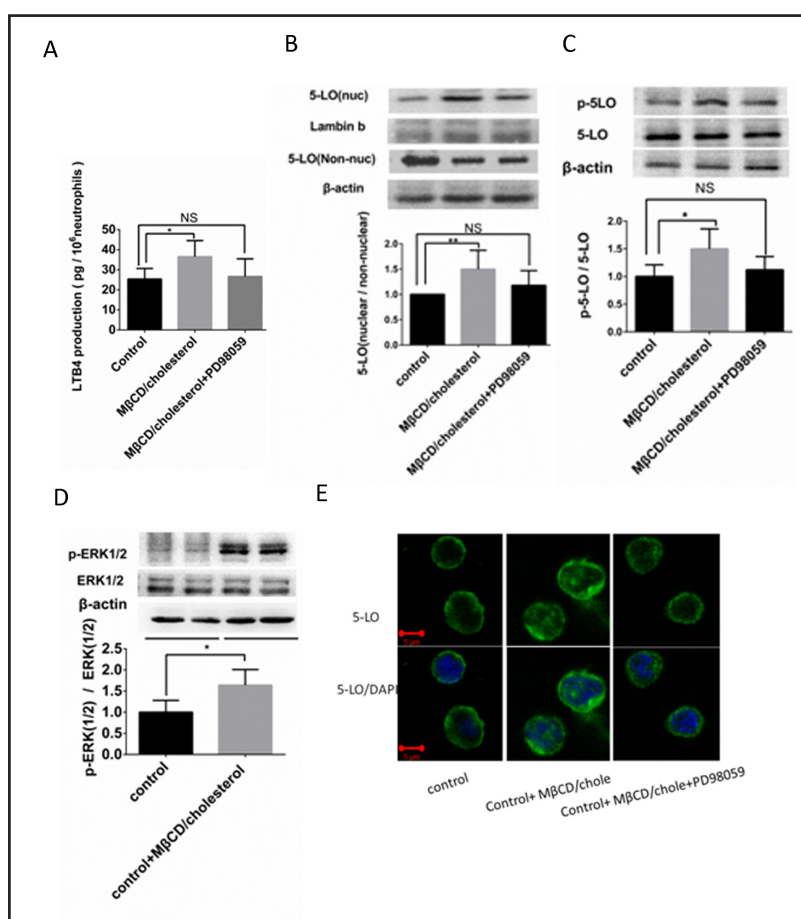 A
LTB4 production ( pg / 10⁶neutrophils)
50
40
30
20
10
0
NS
*
Control
MβCD/cholesterol
MβCD/cholesterol+PD98059
B
5-LO(nuc)
Lambin b
5-LO(Non-nuc)
β-actin
5-LO(nuclear / non-nuclear)
2.0
1.5
1.0
0.5
0.0
NS
**
control
MβCD/cholesterol
MβCD/cholesterol+PD98059
C
p-5LO
5-LO
β-actin
p-5-LO / 5-LO
2.0
1.5
1.0
0.5
0.0
NS
*
control
MβCD/cholesterol
MβCD/cholesterol+PD98059
D
p-ERK1/2
ERK1/2
β-actin
p-ERK(1/2) / ERK(1/2)
2.5
2.0
1.5
1.0
0.5
0.0
*
control
control+MβCD/cholesterol
E
5-LO
5 μm
5-LO/DAPI
5 μm
control
Control+ MβCD/chole
Control+ MβCD/chole+PD98059